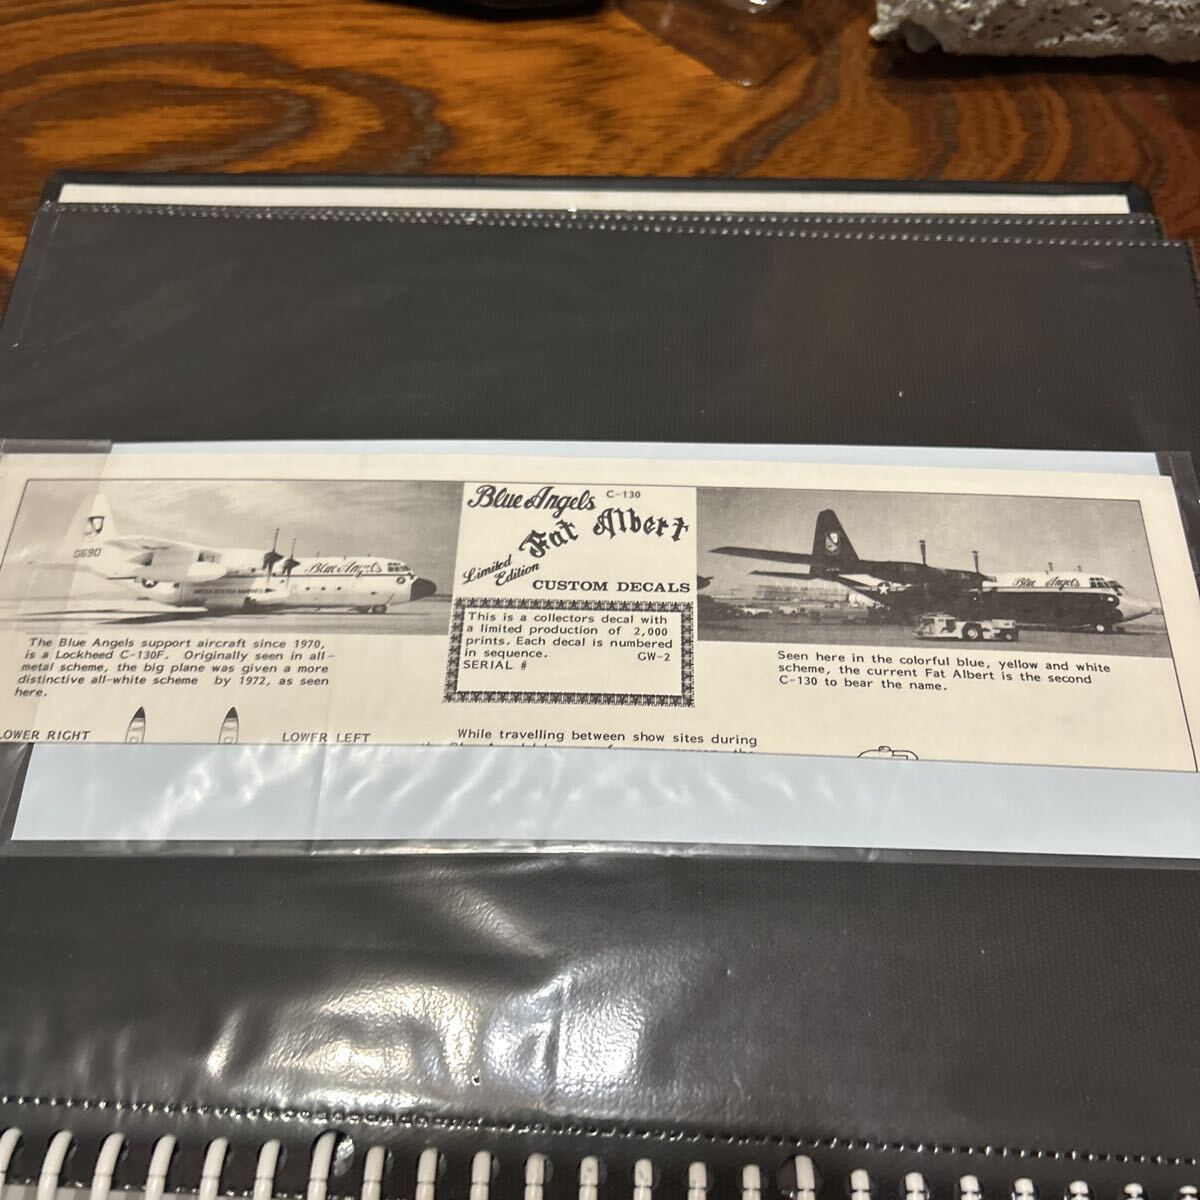 0690
Blue Angels
UNITED STATES MARINES
The Blue Angels support aircraft since 1970,
is a Lockheed C-130F. Originally seen in all-
metal scheme, the big plane was given a more
distinctive all-white scheme by 1972, as seen
here.
LOWER RIGHT
LOWER LEFT
Blue Angels C-130
Fat Albert
Limited
Edition
CUSTOM DECALS
This is a collectors decal with
a limited production of 2,000
prints. Each decal is numbered
in sequence. GW-2
SERIAL #
While travelling between show sites during
Blue Angels
Seen here in the colorful blue, yellow and white
scheme, the current Fat Albert is the second
C-130 to bear the name.